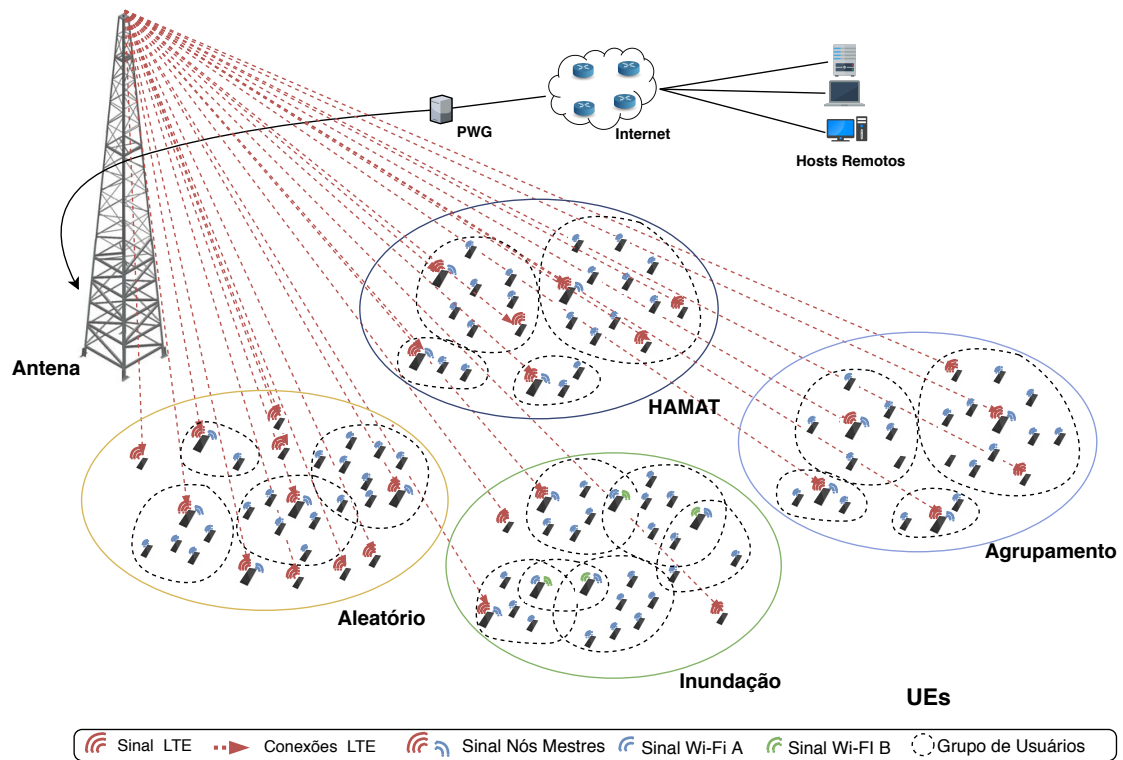 PWG
Internet
Hosts Remotos
Antena
HAMAT
Agrupamento
Aleatório
Inundação
UEs
Sinal LTE
Conexões LTE
Sinal Nós Mestres
Sinal Wi-Fi A
Sinal Wi-FI B
Grupo de Usuários